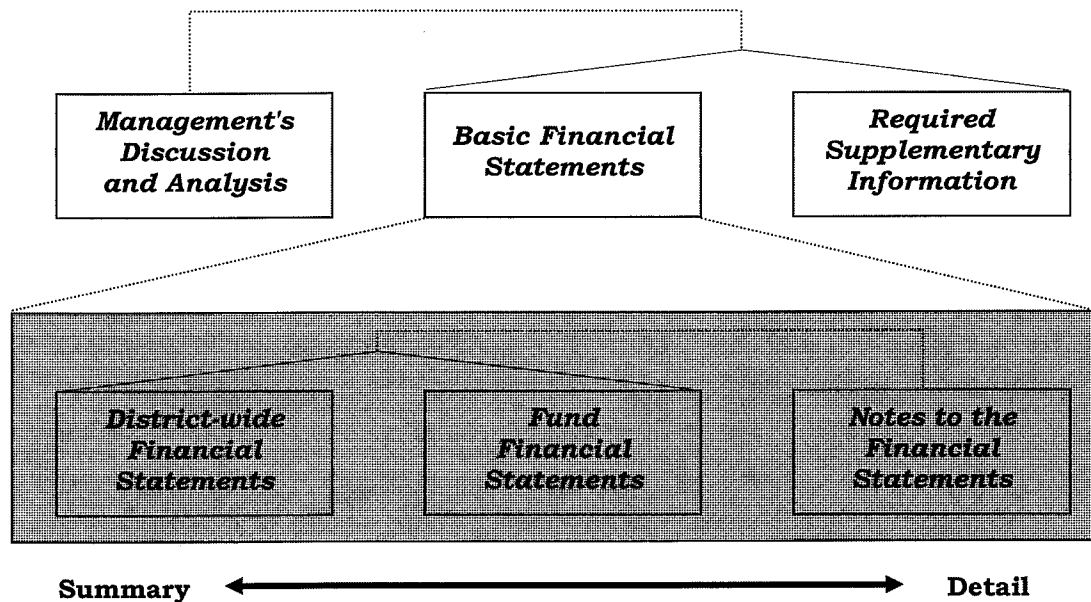 Management's
Discussion
and Analysis
Basic Financial
Statements
Required
Supplementary
Information
District-wide
Financial
Statements
Fund
Financial
Statements
Notes to the
Financial
Statements
Summary
Detail